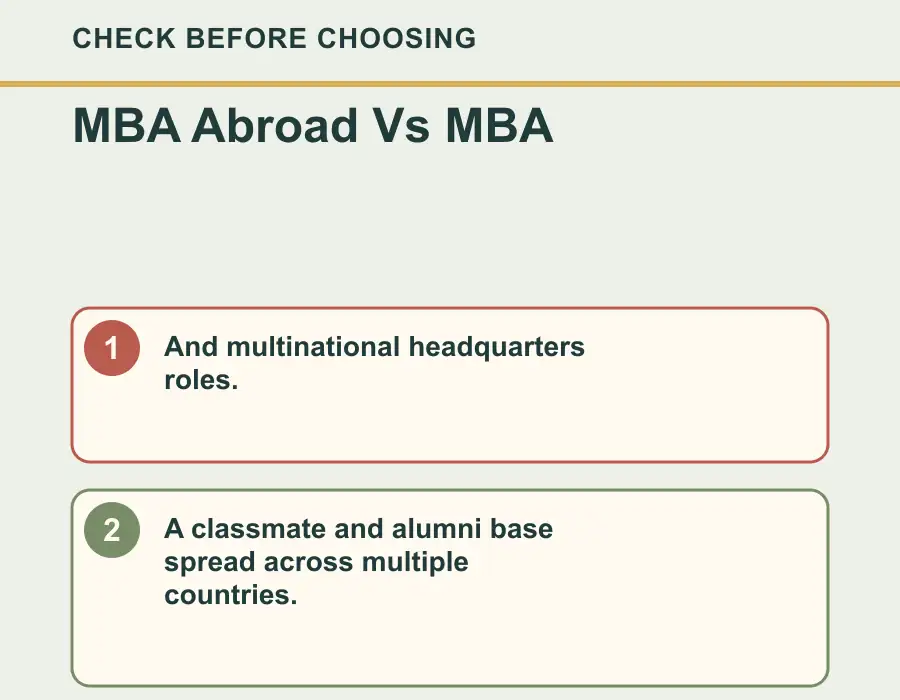 CHECK BEFORE CHOOSING
MBA Abroad Vs MBA
1
And multinational headquarters
roles.
2
A classmate and alumni base
spread across multiple
countries.